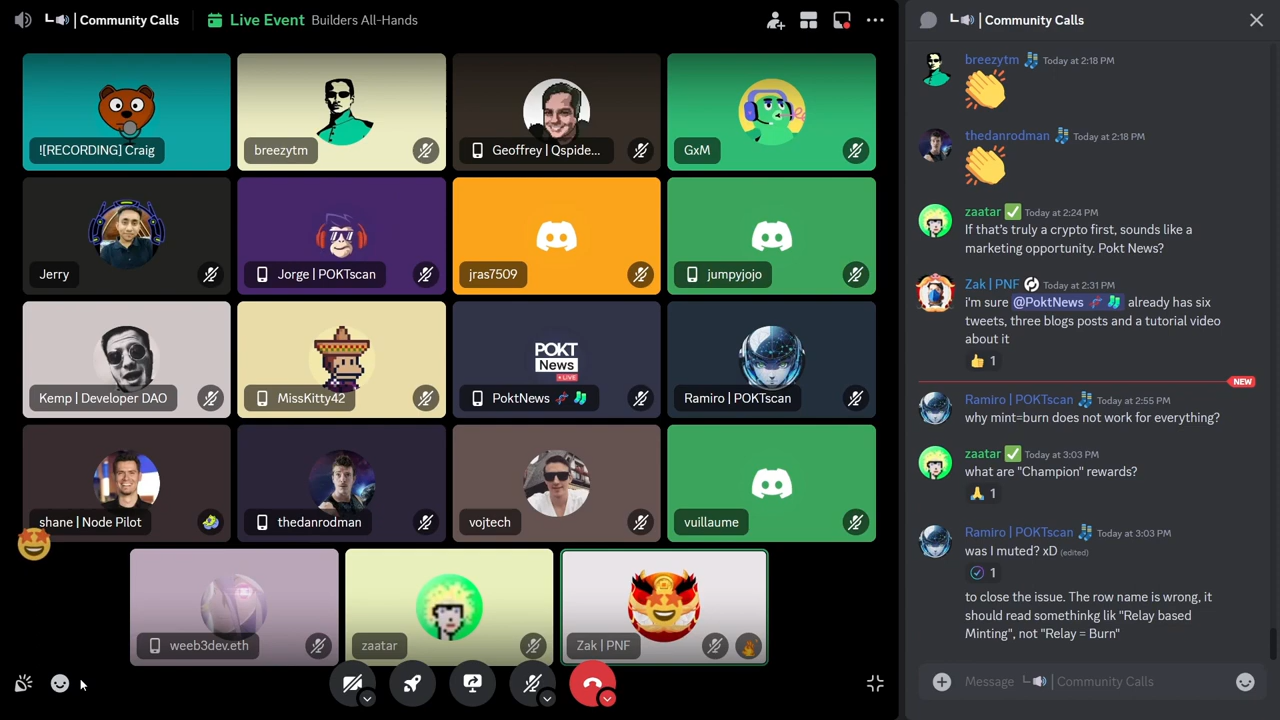 ┗🔊 | Community Calls
Live Event
Builders All-Hands
![RECORDING] Craig
breezytm
Geoffrey | Qspide...
GxM
Jerry
Jorge | POKTscan
jras7509
jumpyjojo
Kemp | Developer DAO
MissKitty42
POKT
News
LIVE
PoktNews 🧬 🧦
Ramiro | POKTscan
shane | Node Pilot
thedanrodman
vojtech
vuillaume
weeb3dev.eth
zaatar
Zak | PNF
┗🔊 | Community Calls
breezytm 🧦 Today at 2:18 PM
👏
thedanrodman 🧦 Today at 2:18 PM
👏
zaatar ✅ Today at 2:24 PM
If that's truly a crypto first, sounds like a
marketing opportunity. Pokt News?
Zak | PNF Today at 2:31 PM
i'm sure @PoktNews 🧬 🧦 already has six
tweets, three blogs posts and a tutorial video
about it
👍 1
NEW
Ramiro | POKTscan 🧦 Today at 2:55 PM
why mint=burn does not work for everything?
zaatar ✅ Today at 3:03 PM
what are "Champion" rewards?
🙏 1
Ramiro | POKTscan 🧦 Today at 3:03 PM
was I muted? xD (edited)
1
to close the issue. The row name is wrong, it
should read somethinkg lik "Relay based
Minting", not "Relay = Burn"
Message ┗🔊 | Community Calls